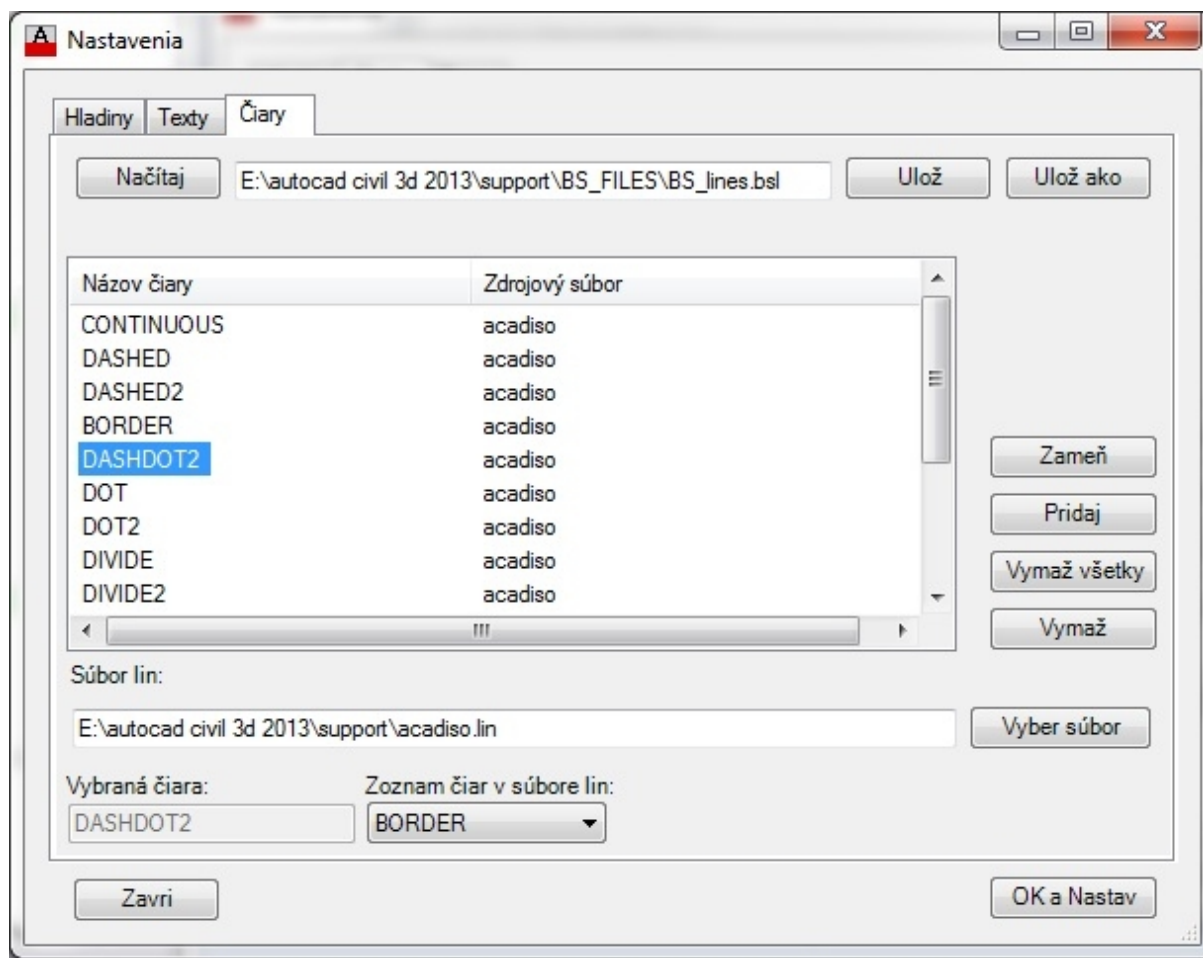 Nastavenia
Hladiny Texty Čiary
Načítaj E:\autocad civil 3d 2013\support\BS_FILES\BS_lines.bsl Ulož Ulož ako
Názov čiary Zdrojový súbor
CONTINUOUS acadiso
DASHED acadiso
DASHED2 acadiso
BORDER acadiso
DASHDOT2 acadiso
DOT acadiso
DOT2 acadiso
DIVIDE acadiso
DIVIDE2 acadiso
Zameň
Pridaj
Vymaž všetky
Vymaž
Súbor lin:
E:\autocad civil 3d 2013\support\acadiso.lin Vyber súbor
Vybraná čiara: Zoznam čiar v súbore lin:
DASHDOT2 BORDER
Zavri OK a Nastav